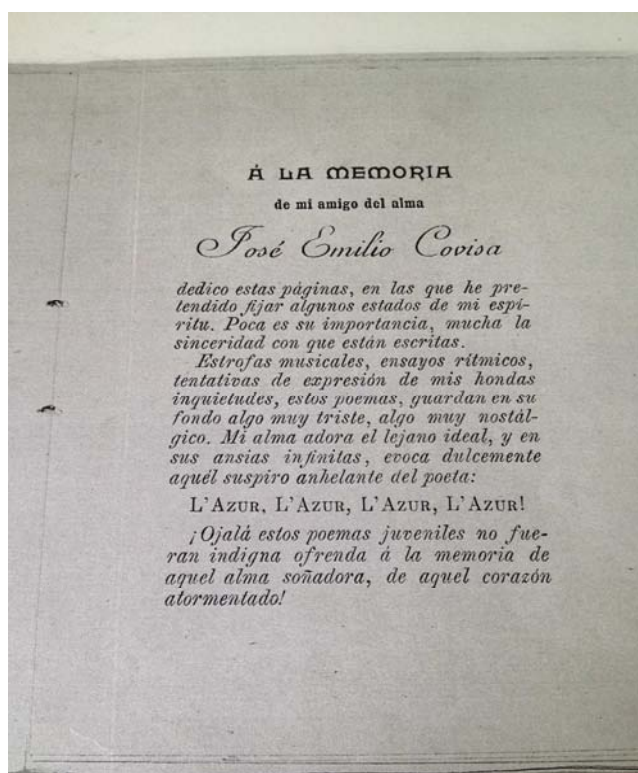 Á LA MEMORIA
de mi amigo del alma
José Emilio Covisa
dedico estas páginas, en las que he pre-
tendido fijar algunos estados de mi espí-
ritu. Poca es su importancia, mucha la
sinceridad con que están escritas.
Estrofas musicales, ensayos rítmicos,
tentativas de expresión de mis hondas
inquietudes, estos poemas, guardan en su
fondo algo muy triste, algo muy nostál-
gico. Mi alma adora el lejano ideal, y en
sus ansias infinitas, evoca dulcemente
aquél suspiro anhelante del poeta:
L'AZUR, L'AZUR, L'AZUR, L'AZUR!
¡Ojalá estos poemas juveniles no fue-
ran indigna ofrenda á la memoria de
aquel alma soñadora, de aquel corazón
atormentado!